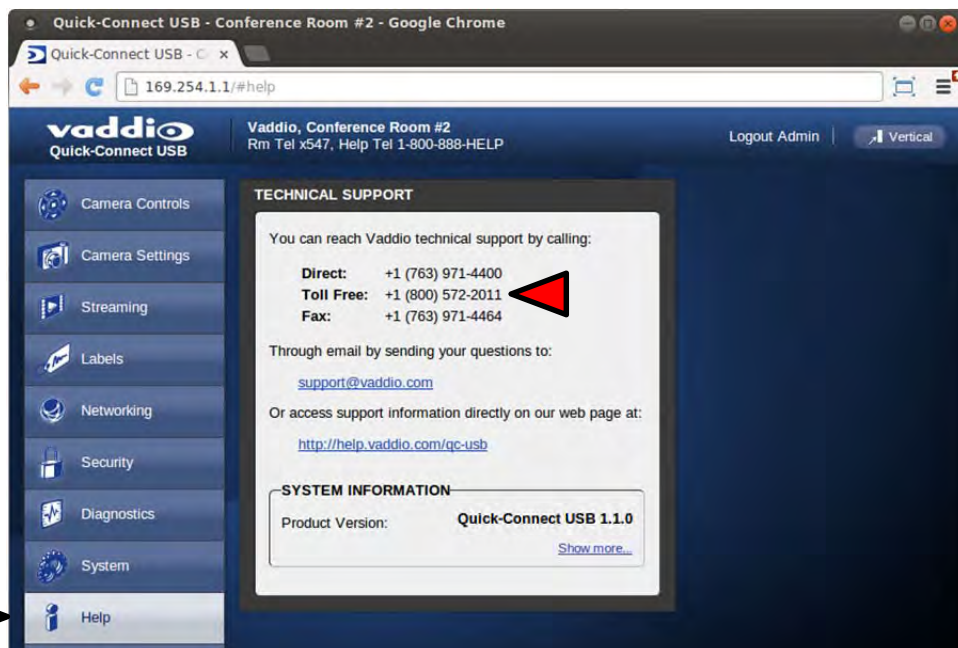 Quick-Connect USB - Conference Room #2 - Google Chrome
Quick-Connect USB - C
169.254.1.1/#help
vaddio
Quick-Connect USB
Vaddio, Conference Room #2
Rm Tel x547, Help Tel 1-800-888-HELP
Logout Admin
Vertical
Camera Controls
Camera Settings
Streaming
Labels
Networking
Security
Diagnostics
System
Help
TECHNICAL SUPPORT
You can reach Vaddio technical support by calling:
Direct: +1 (763) 971-4400
Toll Free: +1 (800) 572-2011
Fax: +1 (763) 971-4464
Through email by sending your questions to:
support@vaddio.com
Or access support information directly on our web page at:
http://help.vaddio.com/qc-usb
SYSTEM INFORMATION
Product Version: Quick-Connect USB 1.1.0
Show more...